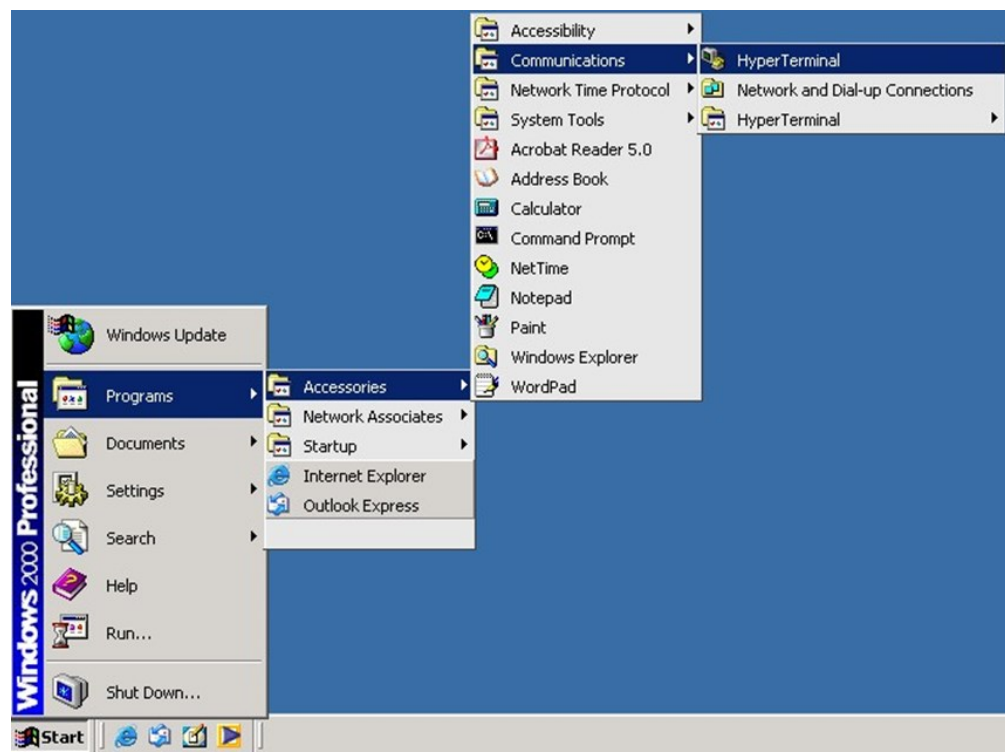 Accessibility
Communications
Network Time Protocol
System Tools
Acrobat Reader 5.0
Address Book
Calculator
Command Prompt
NetTime
Notepad
Paint
Windows Explorer
WordPad
HyperTerminal
Network and Dial-up Connections
HyperTerminal
Windows Update
Programs
Documents
Settings
Search
Help
Run...
Shut Down...
Accessories
Network Associates
Startup
Internet Explorer
Outlook Express
Windows 2000 Professional
Start